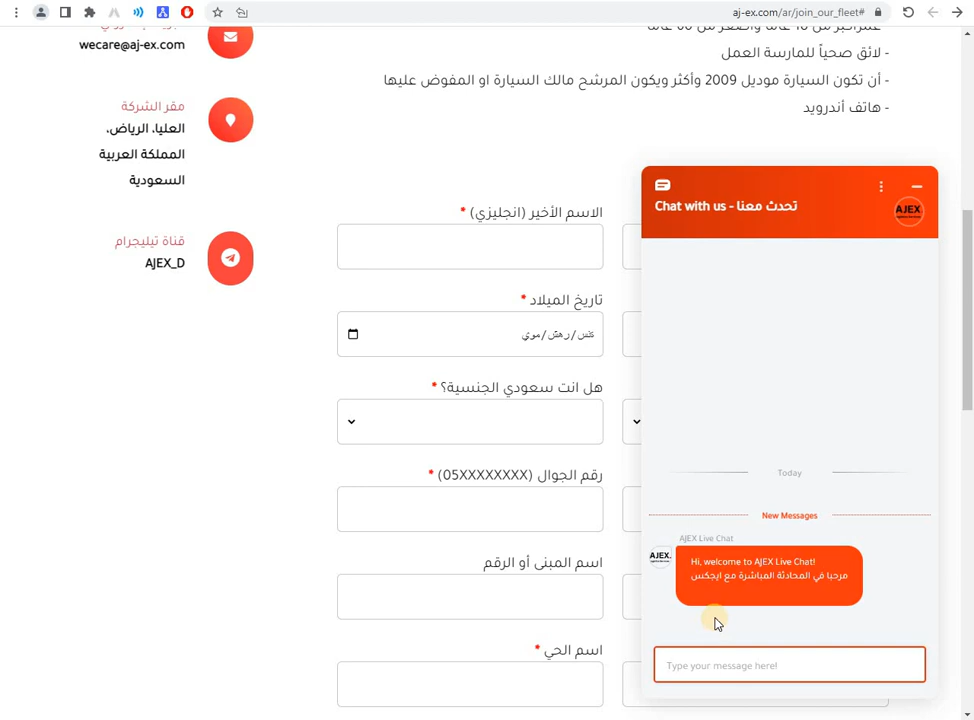 aj-ex.com/ar/join_our_fleet#
- لائق صحياً للمارسة العمل
- أن تكون السيارة موديل 2009 وأكثر ويكون المرشح مالك السيارة او المفوض عليها
- هاتف أندرويد
wecare@aj-ex.com
مقر الشركة
العليا، الرياض،
المملكة العربية
السعودية
قناة تيليجرام
AJEX_D
الاسم الأخير (انجليزي) *
تاريخ الميلاد *
هل انت سعودي الجنسية؟ *
رقم الجوال (05XXXXXXXX) *
اسم المبنى أو الرقم
اسم الحي *
Chat with us - تحدث معنا
AJEX
Today
New Messages
AJEX Live Chat
AJEX.
Hi, welcome to AJEX Live Chat!
مرحبا في المحادثة المباشرة مع ايجكس
Type your message here!